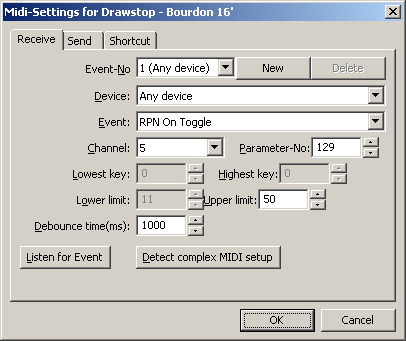 Midi-Settings for Drawstop - Bourdon 16'
Receive Send Shortcut
Event-No 1 (Any device) New Delete
Device: Any device
Event: RPN On Toggle
Channel: 5 Parameter-No: 129
Lowest key: 0 Highest key: 0
Lower limit: 11 Upper limit: 50
Debounce time(ms): 1000
Listen for Event Detect complex MIDI setup
OK Cancel